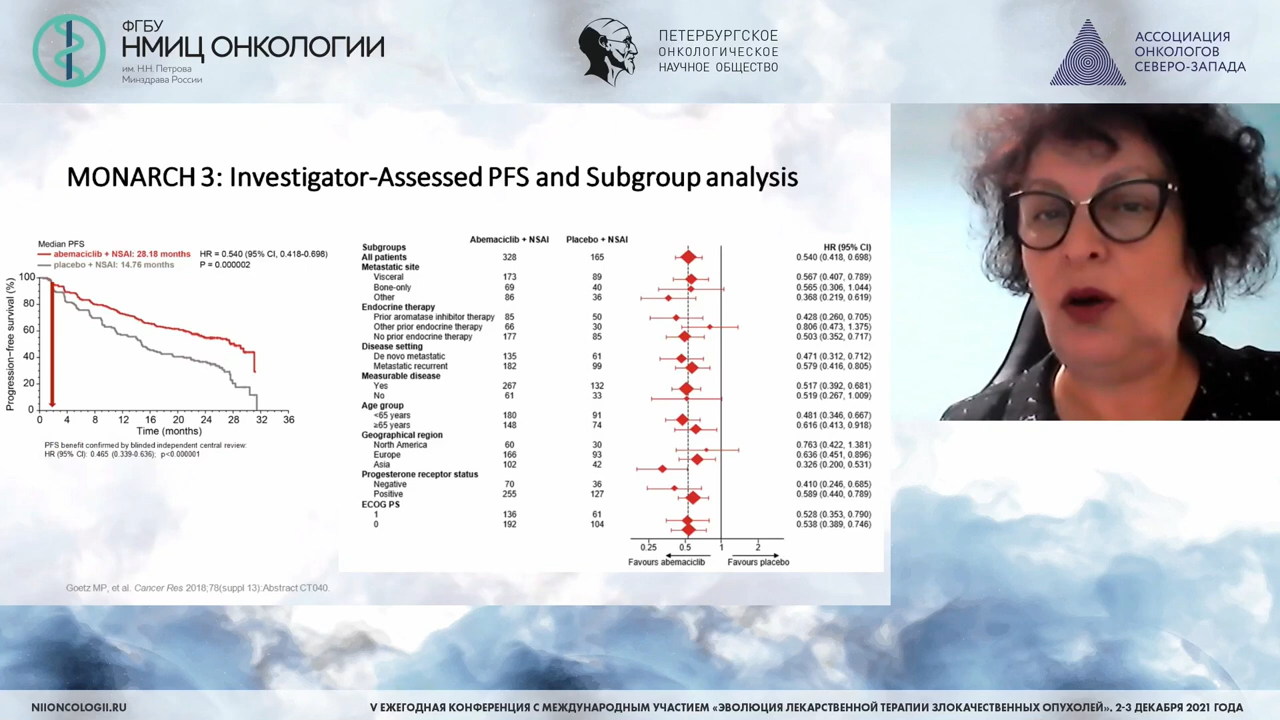 ФГБУ
НМИЦ ОНКОЛОГИИ
им. Н.Н. Петрова
Минздрава России
ПЕТЕРБУРГСКОЕ
ОНКОЛОГИЧЕСКОЕ
НАУЧНОЕ ОБЩЕСТВО
АССОЦИАЦИЯ
ОНКОЛОГОВ
СЕВЕРО-ЗАПАДА
MONARCH 3: Investigator-Assessed PFS and Subgroup analysis
Median PFS
abemaciclib + NSAI: 28.18 months HR = 0.540 (95% CI, 0.418-0.698)
placebo + NSAI: 14.76 months P = 0.000002
Progression-free survival (%)
100
80
60
40
20
0
0 4 8 12 16 20 24 28 32 36
Time (months)
PFS benefit confirmed by blinded independent central review:
HR (95% CI): 0.465 (0.339-0.636); p<0.000001
Abemaciclib + NSAI Placebo + NSAI
Subgroups HR (95% CI)
All patients 328 165 0.540 (0.418, 0.698)
Metastatic site
Visceral 173 89 0.567 (0.407, 0.789)
Bone-only 69 40 0.565 (0.306, 1.044)
Other 86 36 0.368 (0.219, 0.619)
Endocrine therapy
Prior aromatase inhibitor therapy 85 50 0.428 (0.260, 0.705)
Other prior endocrine therapy 66 30 0.806 (0.473, 1.375)
No prior endocrine therapy 177 85 0.503 (0.352, 0.717)
Disease setting
De novo metastatic 135 61 0.471 (0.312, 0.712)
Metastatic recurrent 182 99 0.579 (0.416, 0.805)
Measurable disease
Yes 267 132 0.517 (0.392, 0.681)
No 61 33 0.519 (0.267, 1.009)
Age group
<65 years 180 91 0.481 (0.346, 0.667)
≥65 years 148 74 0.616 (0.413, 0.918)
Geographical region
North America 60 30 0.763 (0.422, 1.381)
Europe 166 93 0.636 (0.451, 0.896)
Asia 102 42 0.326 (0.200, 0.531)
Progesterone receptor status
Negative 70 36 0.410 (0.246, 0.685)
Positive 255 127 0.589 (0.440, 0.789)
ECOG PS
1 136 61 0.528 (0.353, 0.790)
0 192 104 0.538 (0.389, 0.746)
0.25 0.5 1 2
Favours abemaciclib Favours placebo
Goetz MP, et al. Cancer Res 2018;78(suppl 13):Abstract CT040.
NIIONCOLOGII.RU
V ЕЖЕГОДНАЯ КОНФЕРЕНЦИЯ С МЕЖДУНАРОДНЫМ УЧАСТИЕМ «ЭВОЛЮЦИЯ ЛЕКАРСТВЕННОЙ ТЕРАПИИ ЗЛОКАЧЕСТВЕННЫХ ОПУХОЛЕЙ». 2-3 ДЕКАБРЯ 2021 ГОДА